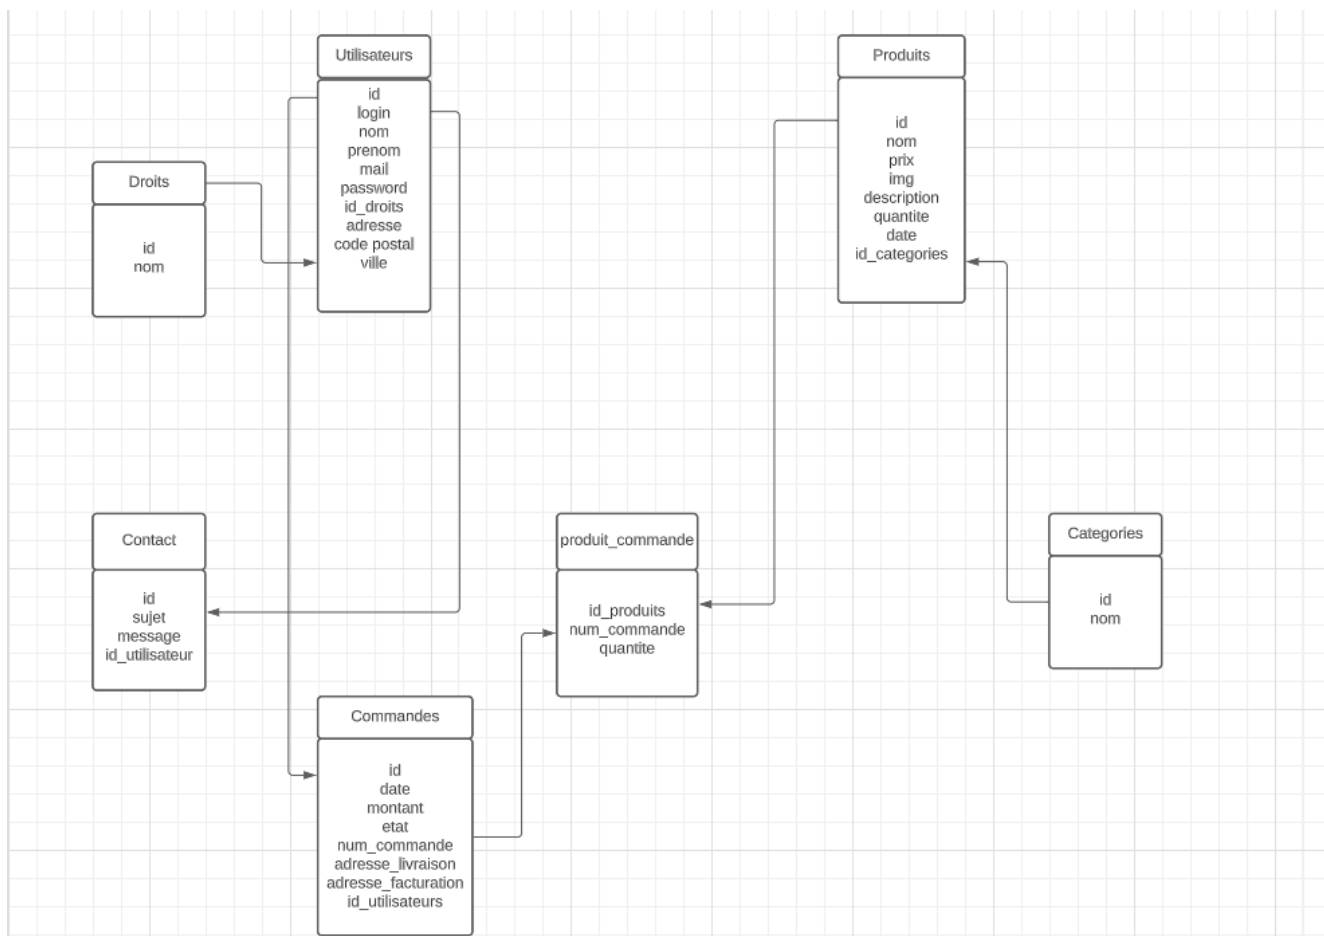 Utilisateurs
id
login
nom
prenom
mail
password
id_droits
adresse
code postal
ville
Produits
id
nom
prix
img
description
quantite
date
id_categories
Droits
id
nom
Contact
id
sujet
message
id_utilisateur
produit_commande
id_produits
num_commande
quantite
Categories
id
nom
Commandes
id
date
montant
etat
num_commande
adresse_livraison
adresse_facturation
id_utilisateurs